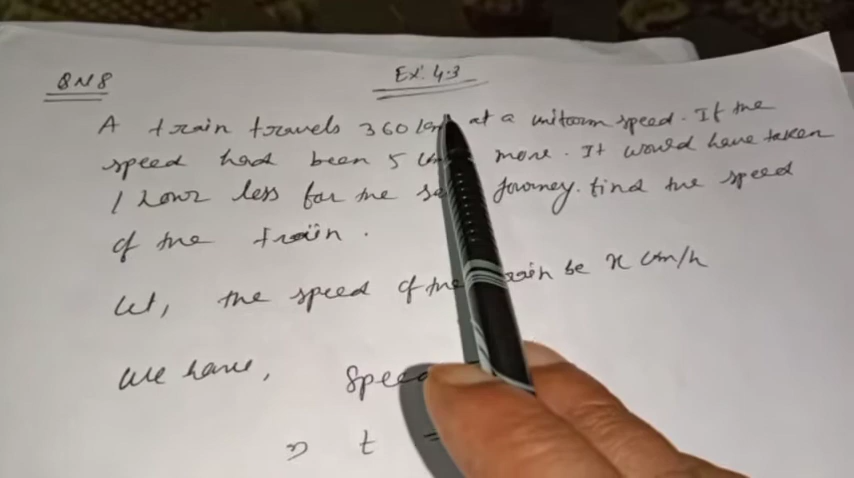 QN8
Ex: 4.3
A train travels 360 km at a uniform speed. If the
speed had been 5 more. It would have taken
1 hour less for the journey. find the speed
of the train.
Let, the speed of the be x km/h
We have,
t =